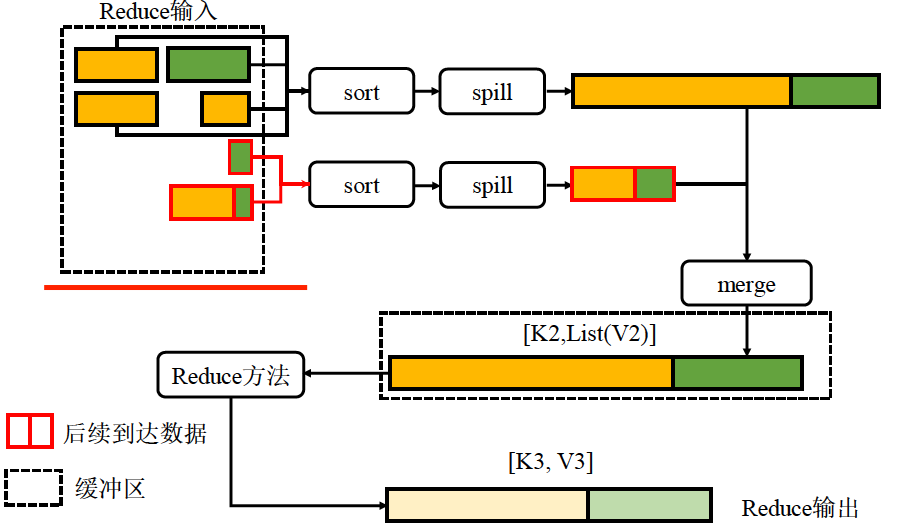 Reduce输入
sort
spill
sort
spill
merge
[K2,List(V2)]
Reduce方法
后续到达数据
[K3, V3]
缓冲区
Reduce输出